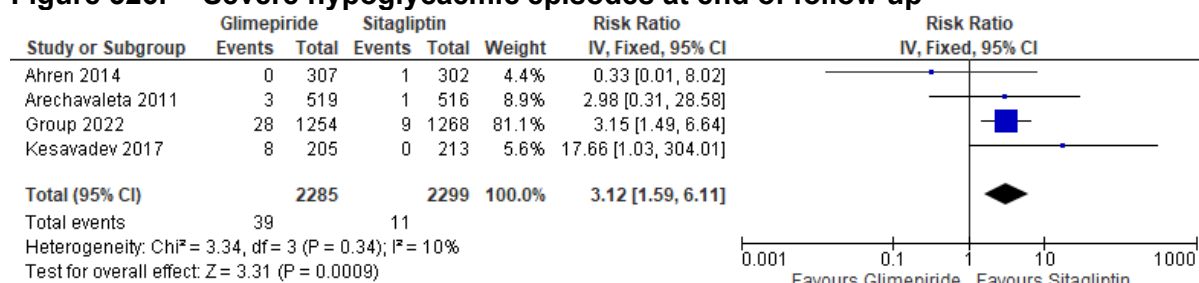 Glimepiride Sitagliptin Risk Ratio Risk Ratio
Study or Subgroup Events Total Events Total Weight IV, Fixed, 95% CI IV, Fixed, 95% CI
Ahren 2014 0 307 1 302 4.4% 0.33 [0.01, 8.02]
Arechavaleta 2011 3 519 1 516 8.9% 2.98 [0.31, 28.58]
Group 2022 28 1254 9 1268 81.1% 3.15 [1.49, 6.64]
Kesavadev 2017 8 205 0 213 5.6% 17.66 [1.03, 304.01]
Total (95% CI) 2285 2299 100.0% 3.12 [1.59, 6.11]
Total events 39 11
Heterogeneity: Chi² = 3.34, df = 3 (P = 0.34); I² = 10%
Test for overall effect: Z = 3.31 (P = 0.0009)
0.001 0.1 1 10 1000
Favours Glimepiride Favours Sitagliptin